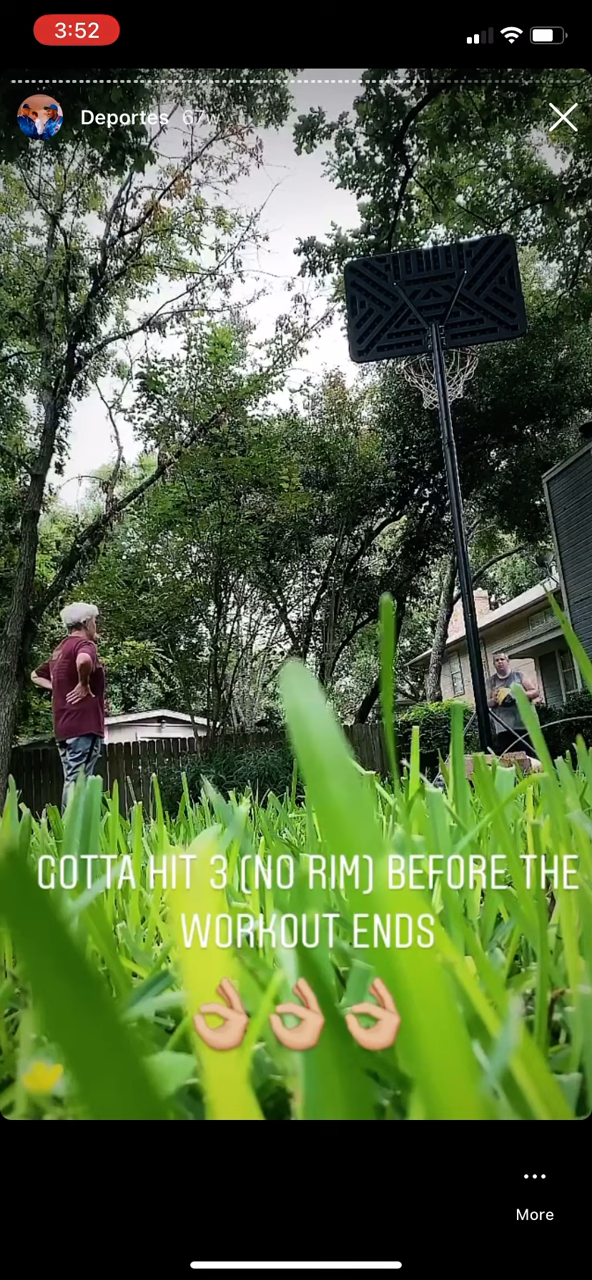 3:52
Deportes
GOTTA HIT 3 (NO RIM) BEFORE THE
WORKOUT ENDS
👌🏼👌🏼👌🏼
More